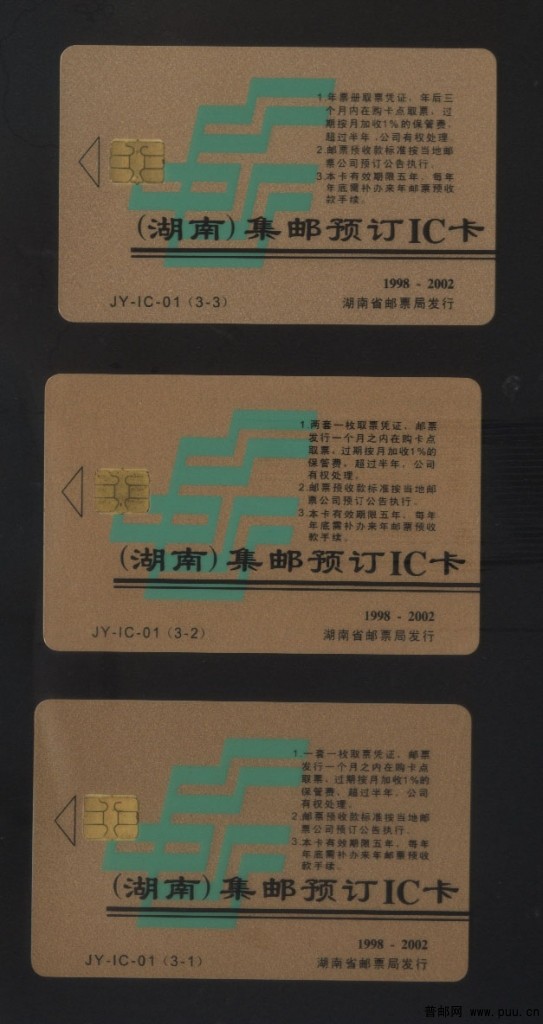 1.年票册取票凭证，年后三
个月内在购卡点取票，过
期按月加收1%的保管费，
超过半年，公司有权处理。
2.邮票预收款标准按当地邮
票公司预订公告执行。
3.本卡有效期限五年，每年
年底需补办来年邮票预收
款手续。
(湖南)集邮预订IC卡
1998 - 2002
JY-IC-01(3-3)
湖南省邮票局发行
1.两套一枚取票凭证，邮票
发行一个月之内在购卡点
取票，过期按月加收1%的
保管费，超过半年，公司
有权处理。
2.邮票预收款标准按当地邮
票公司预订公告执行。
3.本卡有效期限五年，每年
年底需补办来年邮票预收
款手续。
(湖南)集邮预订IC卡
1998 - 2002
JY-IC-01(3-2)
湖南省邮票局发行
1.一套一枚取票凭证，邮票
发行一个月之内在购卡点
取票，过期按月加收1%的
保管费，超过半年，公司
有权处理。
2.邮票预收款标准按当地邮
票公司预订公告执行。
3.本卡有效期限五年，每年
年底需补办来年邮票预收
款手续。
(湖南)集邮预订IC卡
1998 - 2002
JY-IC-01(3-1)
湖南省邮票局发行
普邮网 www.puu.cn